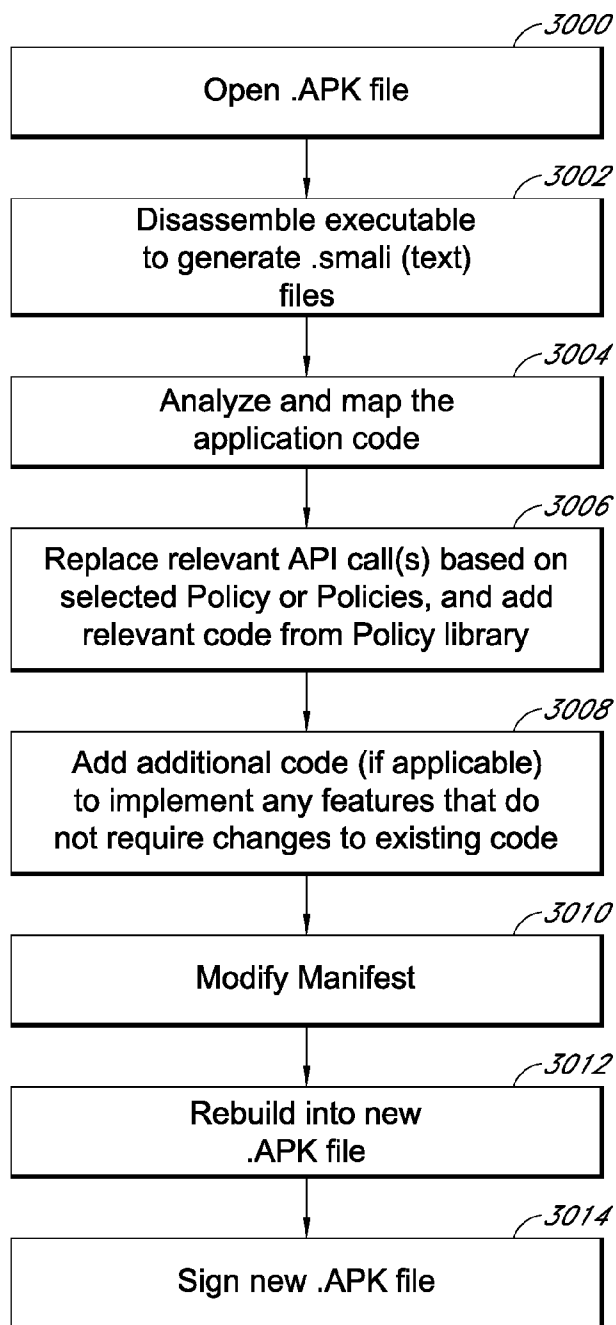 3000
Open .APK file
3002
Disassemble executable
to generate .smali (text)
files
3004
Analyze and map the
application code
3006
Replace relevant API call(s) based on
selected Policy or Policies, and add
relevant code from Policy library
3008
Add additional code (if applicable)
to implement any features that do
not require changes to existing code
3010
Modify Manifest
3012
Rebuild into new
.APK file
3014
Sign new .APK file